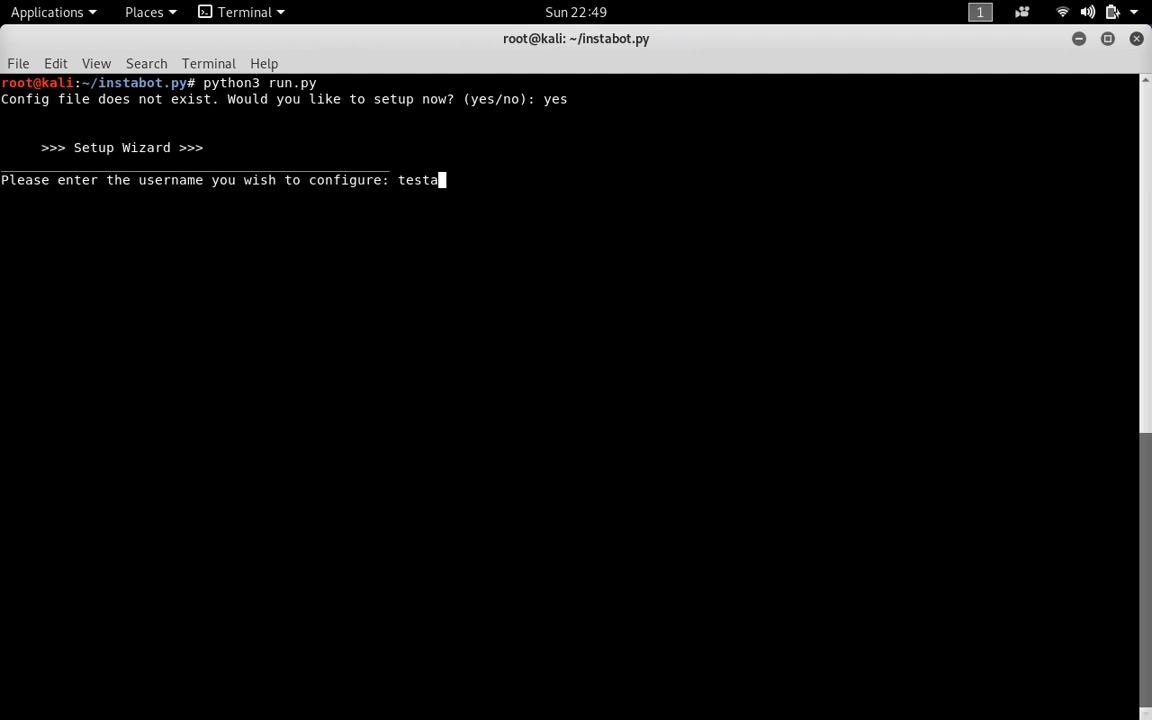 Applications Places Terminal Sun 22:49 1
root@kali: ~/instabot.py
File Edit View Search Terminal Help
root@kali:~/instabot.py# python3 run.py
Config file does not exist. Would you like to setup now? (yes/no): yes
>>> Setup Wizard >>>
________________________________________________
Please enter the username you wish to configure: testa